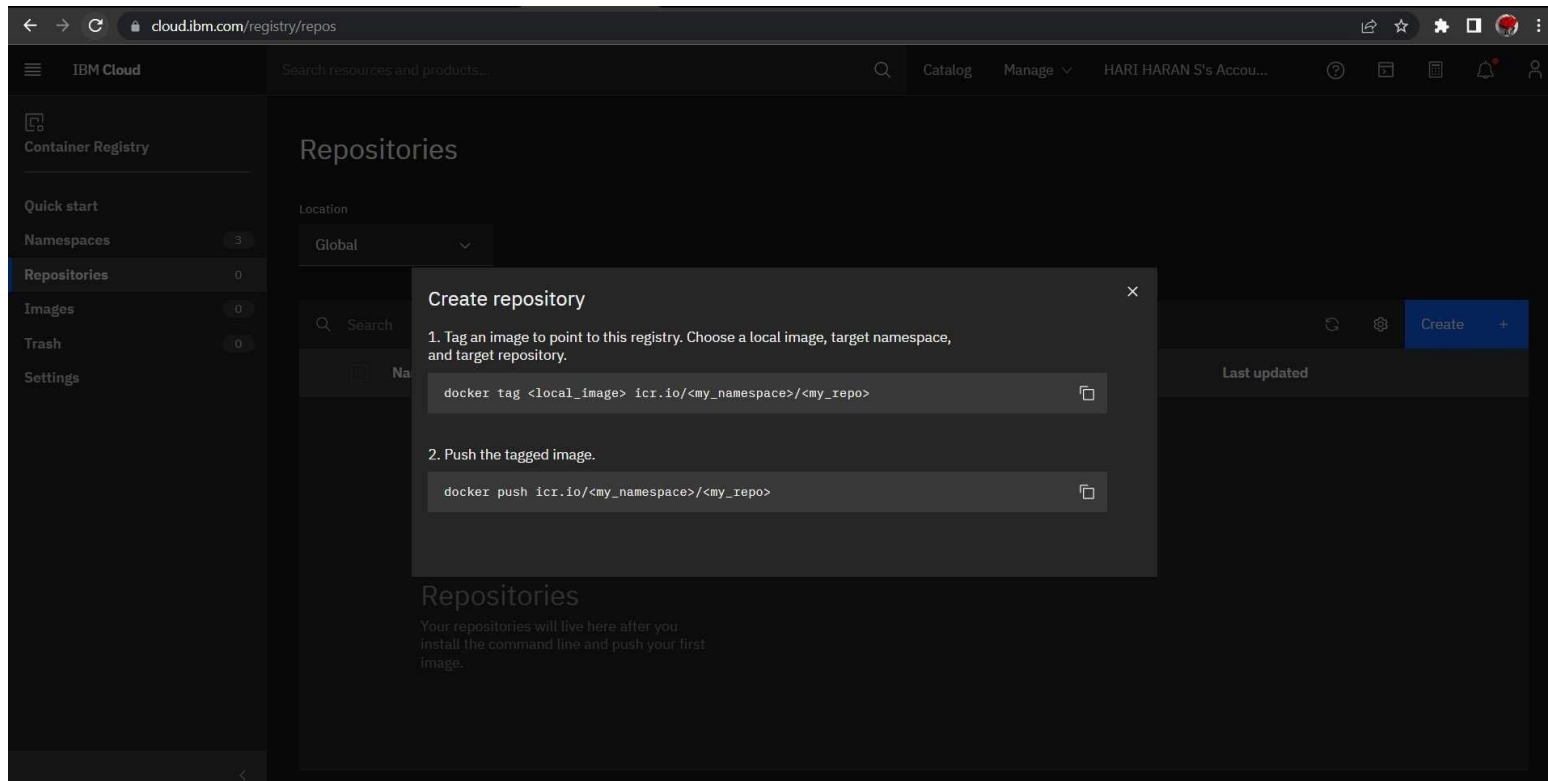 cloud.ibm.com/registry/repos
IBM Cloud
Search resources and products...
Catalog
Manage
HARI HARAN S's Accou...
Container Registry
Quick start
Namespaces 3
Repositories 0
Images 0
Trash 0
Settings
Repositories
Location
Global
Search
Create +
Na
Last updated
Create repository
1. Tag an image to point to this registry. Choose a local image, target namespace,
and target repository.
docker tag <local_image> icr.io/<my_namespace>/<my_repo>
2. Push the tagged image.
docker push icr.io/<my_namespace>/<my_repo>
Repositories
Your repositories will live here after you
install the command line and push your first
image.